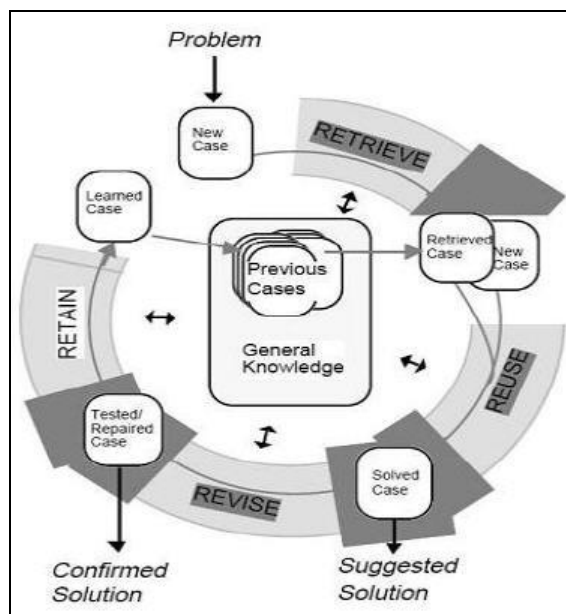 Problem
New
Case
RETRIEVE
Learned
Case
Retrieved
Case
New
Case
Previous
Cases
General
Knowledge
RETAIN
REUSE
Tested/
Repaired
Case
Solved
Case
REVISE
Confirmed
Solution
Suggested
Solution